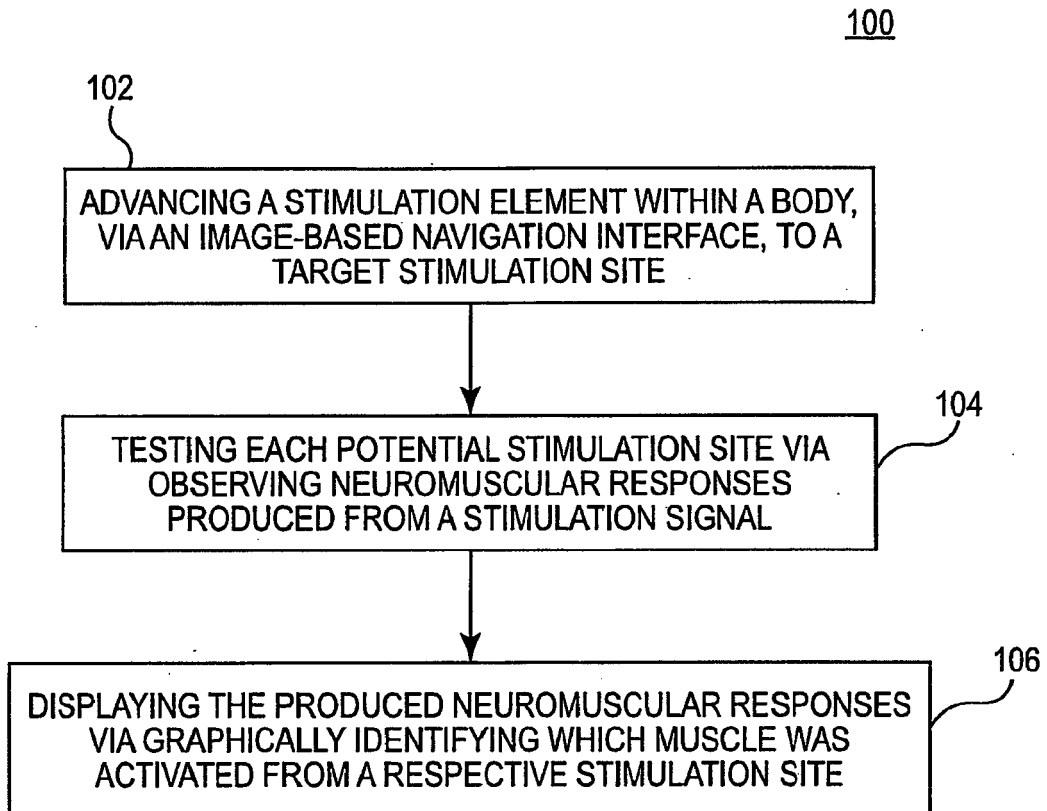 100
102
ADVANCING A STIMULATION ELEMENT WITHIN A BODY,
VIA AN IMAGE-BASED NAVIGATION INTERFACE, TO A
TARGET STIMULATION SITE
104
TESTING EACH POTENTIAL STIMULATION SITE VIA
OBSERVING NEUROMUSCULAR RESPONSES
PRODUCED FROM A STIMULATION SIGNAL
106
DISPLAYING THE PRODUCED NEUROMUSCULAR RESPONSES
VIA GRAPHICALLY IDENTIFYING WHICH MUSCLE WAS
ACTIVATED FROM A RESPECTIVE STIMULATION SITE